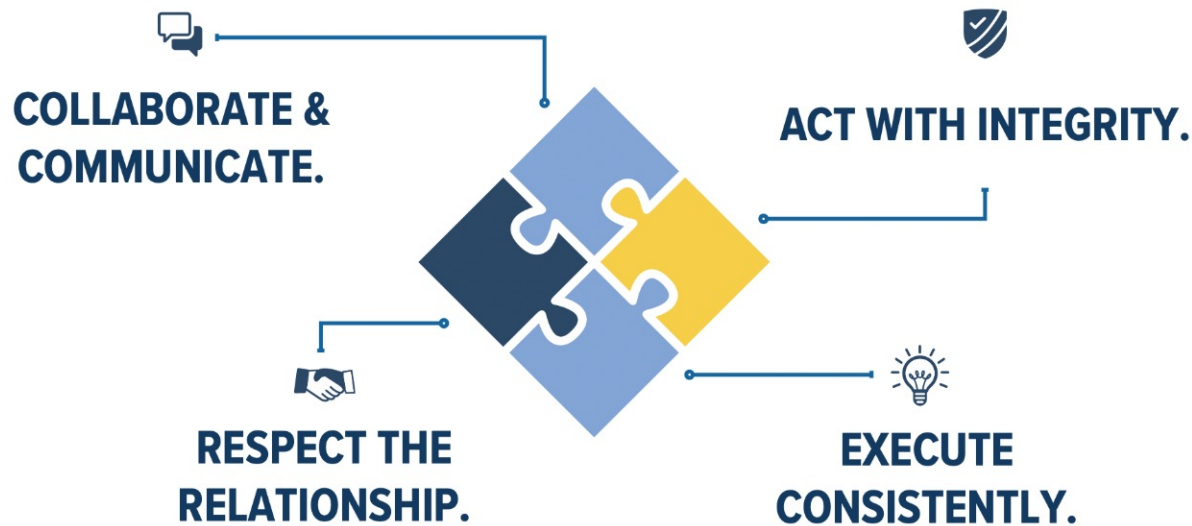 COLLABORATE &
COMMUNICATE.
ACT WITH INTEGRITY.
RESPECT THE
RELATIONSHIP.
EXECUTE
CONSISTENTLY.